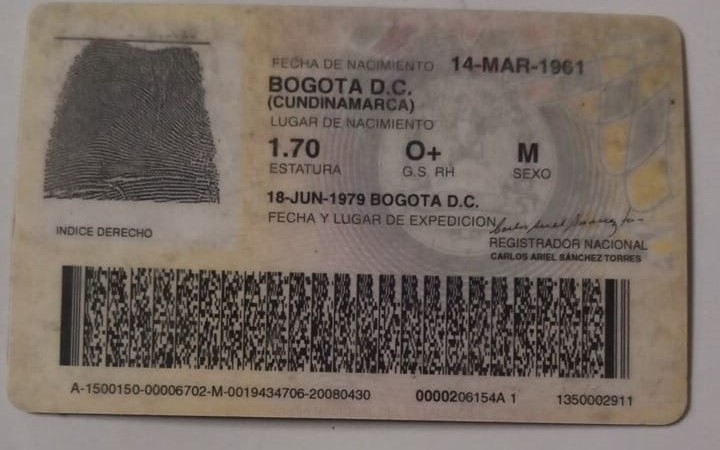 FECHA DE NACIMIENTO 14-MAR-1961
BOGOTA D.C.
(CUNDINAMARCA)
LUGAR DE NACIMIENTO
1.70 O+ M
ESTATURA G.S. RH SEXO
18-JUN-1979 BOGOTA D.C.
FECHA Y LUGAR DE EXPEDICION
INDICE DERECHO
REGISTRADOR NACIONAL
CARLOS ARIEL SÁNCHEZ TORRES
A-1500150-00006702-M-0019434706-20080430 0000206154A 1 1350002911